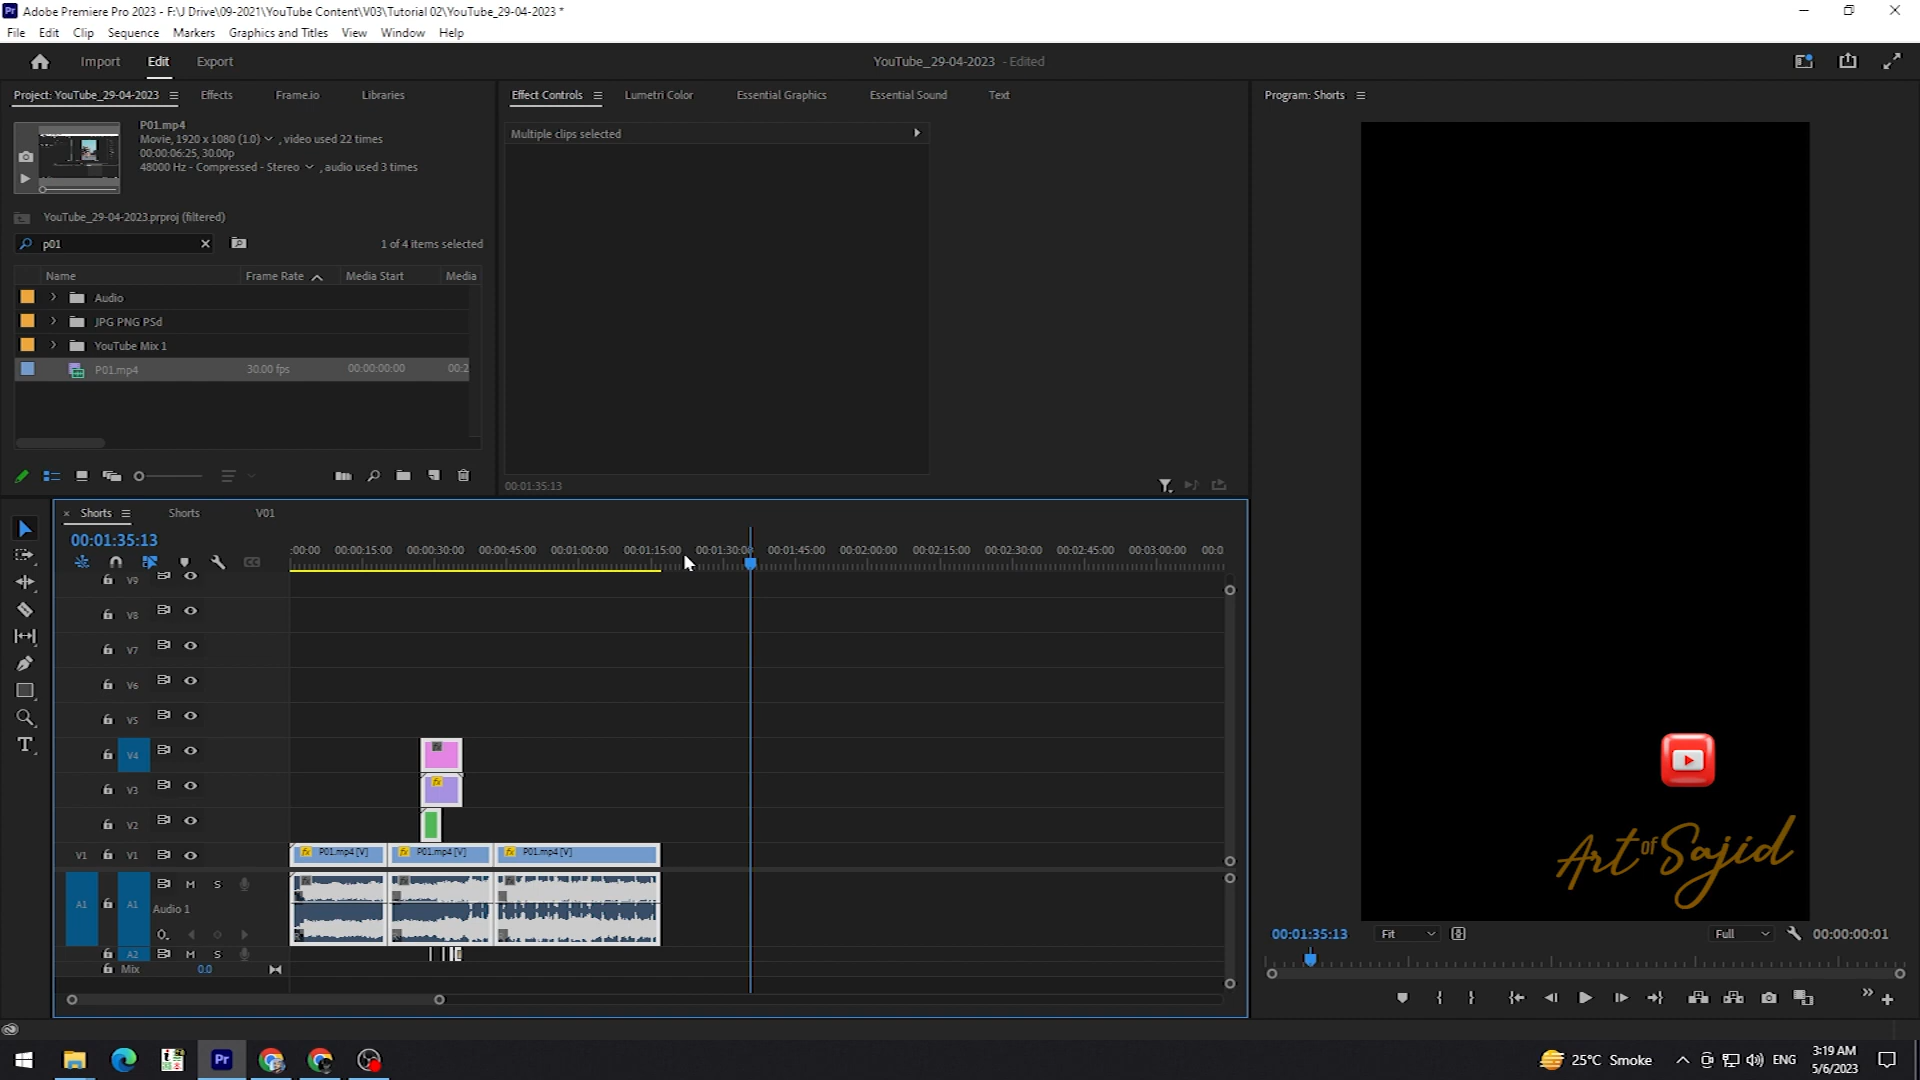 Pr Adobe Premiere Pro 2023 - F:\J Drive\09-2021\YouTube Content\V03\Tutorial 02\YouTube_29-04-2023 *
File Edit Clip Sequence Markers Graphics and Titles View Window Help
Import Edit Export YouTube_29-04-2023 - Edited
Project: YouTube_29-04-2023 Effects Frame.io Libraries
Effect Controls Lumetri Color Essential Graphics Essential Sound Text
Program: Shorts
P01.mp4
Movie, 1920 x 1080 (1.0) , video used 22 times
00:00:06:25, 30.00p
48000 Hz - Compressed - Stereo , audio used 3 times
Multiple clips selected
YouTube_29-04-2023.prproj (filtered)
p01 1 of 4 items selected
Name Frame Rate Media Start Media
Audio
JPG PNG PSd
YouTube Mix 1
P01.mp4 30.00 fps 00:00:00:00 00:2
00:01:35:13
Shorts Shorts V01
00:01:35:13
:00:00 00:00:15:00 00:00:30:00 00:00:45:00 00:01:00:00 00:01:15:00 00:01:30:00 00:01:45:00 00:02:00:00 00:02:15:00 00:02:30:00 00:02:45:00 00:03:00:00 00:0
V9
V8
V7
V6
V5
V4 fx
V3 fx
V2
V1 V1 fx P01.mp4 [V] fx P01.mp4 [V] fx P01.mp4 [V]
A1 A1 M S
Audio 1
A2 M S
Mix 0.0
Art of Sajid
00:01:35:13 Fit Full 00:00:00:01
Pr 25°C Smoke ENG 3:19 AM
5/6/2023